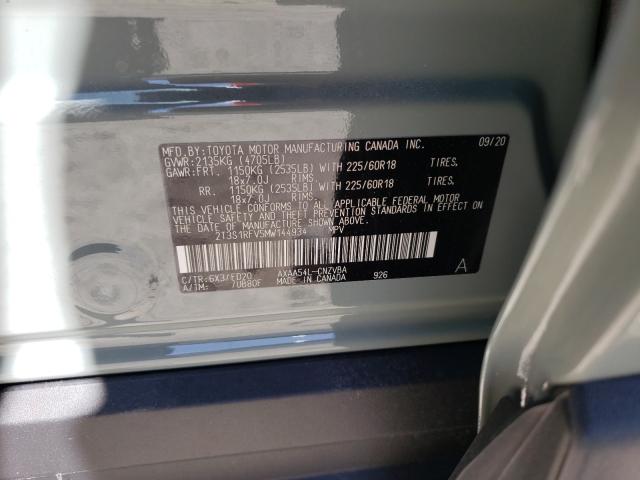 MFD.BY:TOYOTA MOTOR MANUFACTURING CANADA INC. 09/20
GVWR:2135KG (4705LB)
GAWR:FRT. 1150KG (2535LB) WITH 225/60R18 TIRES.
18x7.0J RIMS.
RR. 1150KG (2535LB) WITH 225/60R18 TIRES.
18x7.0J RIMS.
THIS VEHICLE CONFORMS TO ALL APPLICABLE FEDERAL MOTOR
VEHICLE SAFETY AND THEFT PREVENTION STANDARDS IN EFFECT ON
THE DATE OF MANUFACTURE SHOWN ABOVE.
2T3S1RFV5MW144934 MPV
C/TR:6X3/FD20 AXAA54L-CNZVBA
A/TM: /UB80F MADE IN CANADA 926 A